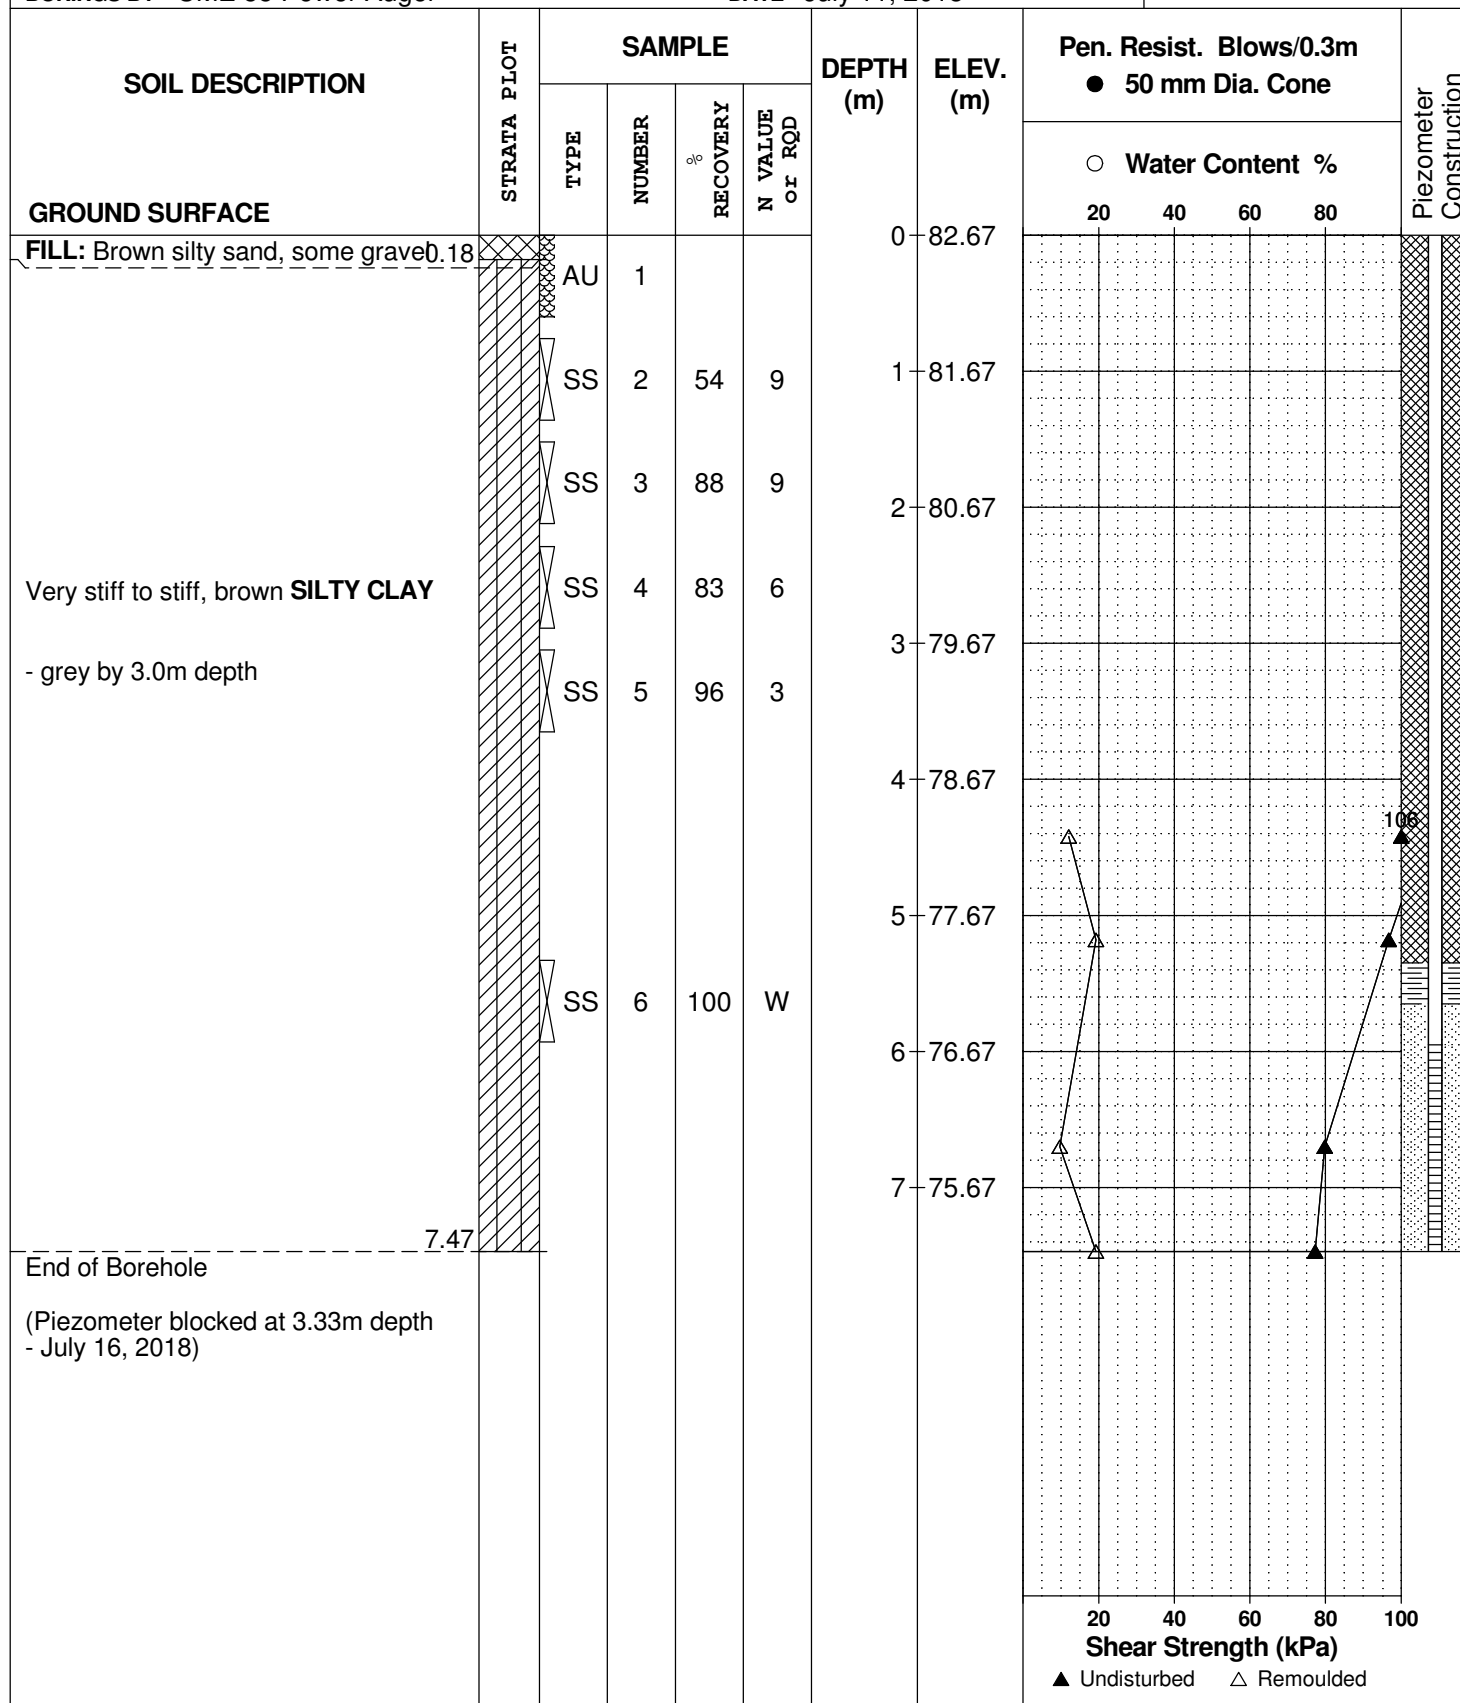 SOIL DESCRIPTION
GROUND SURFACE
STRATA PLOT
SAMPLE
TYPE
NUMBER
% RECOVERY
N VALUE or RQD
DEPTH (m)
ELEV. (m)
Pen. Resist. Blows/0.3m
● 50 mm Dia. Cone
○ Water Content %
20 40 60 80
Piezometer Construction
0 82.67
FILL: Brown silty sand, some gravel 0.18
AU 1
SS 2 54 9
1 81.67
SS 3 88 9
2 80.67
Very stiff to stiff, brown SILTY CLAY
SS 4 83 6
3 79.67
- grey by 3.0m depth
SS 5 96 3
4 78.67
106
5 77.67
SS 6 100 W
6 76.67
7 75.67
7.47
End of Borehole
(Piezometer blocked at 3.33m depth
- July 16, 2018)
20 40 60 80 100
Shear Strength (kPa)
▲ Undisturbed △ Remoulded